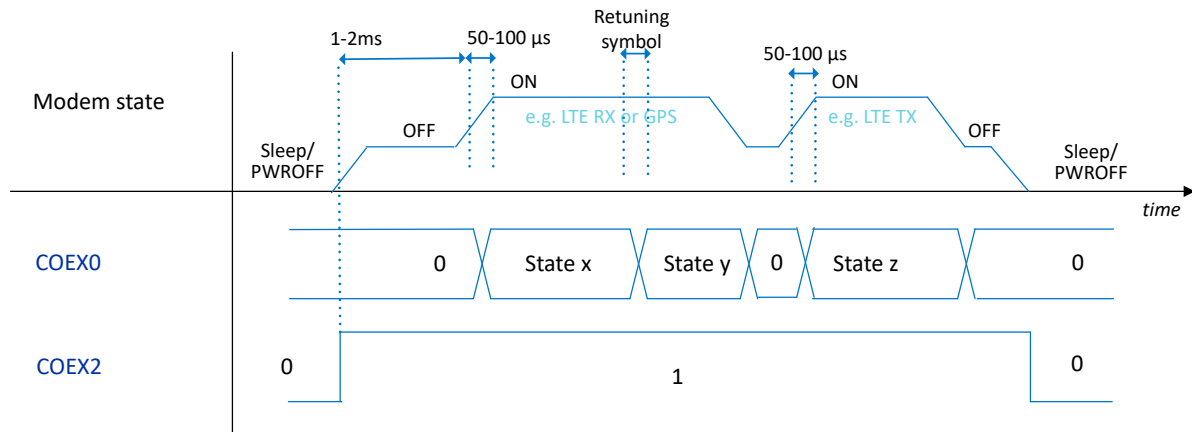 Retuning
symbol
1-2ms
50-100 µs
50-100 µs
ON
ON
Modem state
e.g. LTE RX or GPS
e.g. LTE TX
OFF
OFF
Sleep/
PWROFF
Sleep/
PWROFF
time
COEX0
0
State x
State y
0
State z
0
COEX2
0
1
0